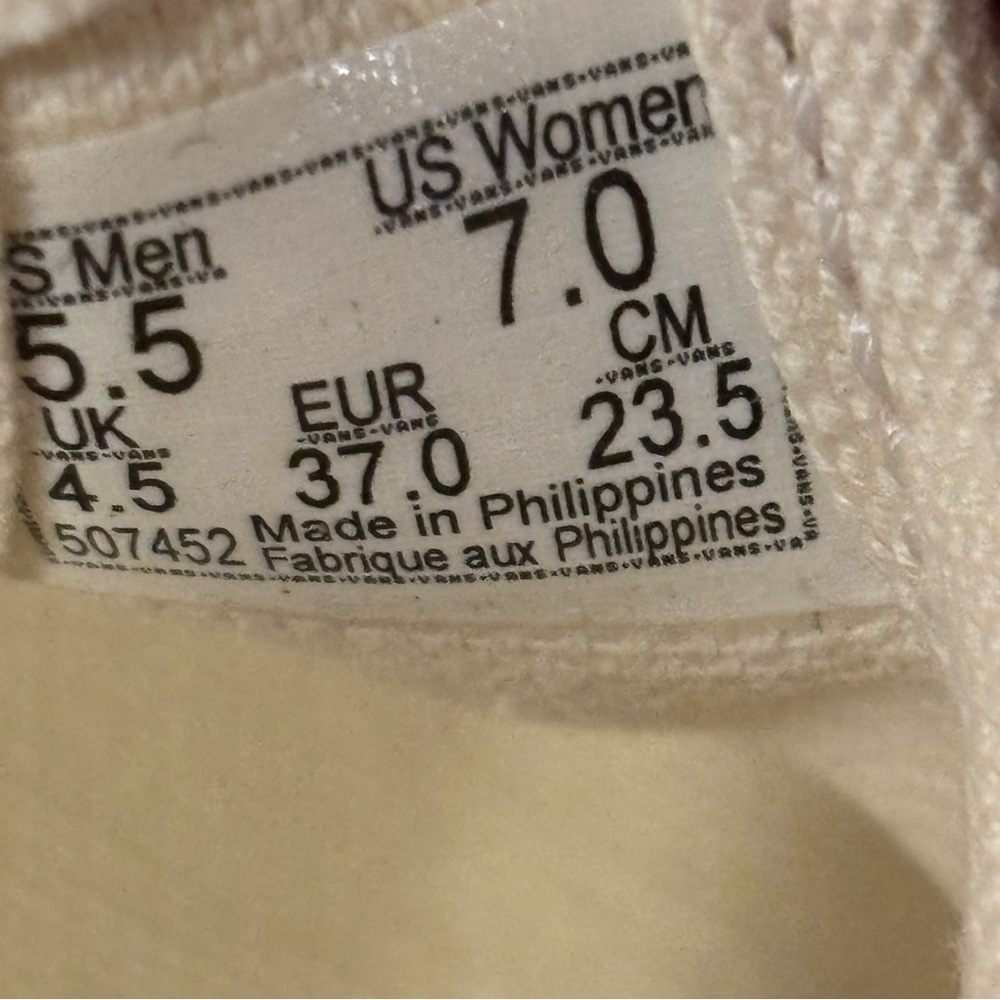 US Women
S Men
7.0
5.5
CM
EUR
UK
23.5
37.0
4.5
Made in Philippines
507452 Fabrique aux Philippines